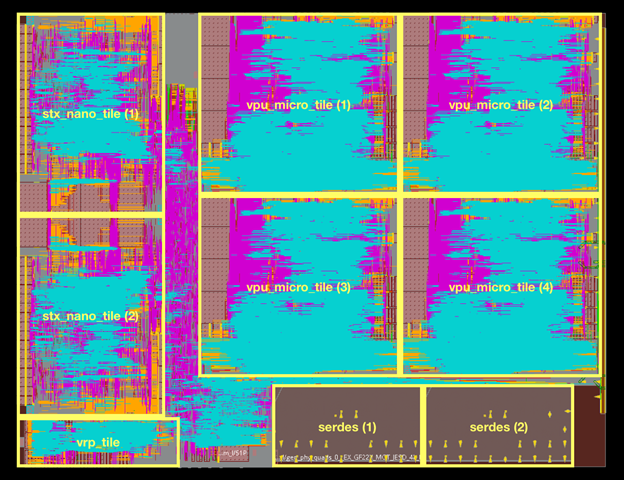 stx_nano_tile (1)
vpu_micro_tile (1)
vpu_micro_tile (2)
stx_nano_tile (2)
vpu_micro_tile (3)
vpu_micro_tile (4)
vrp_tile
serdes (1)
serdes (2)